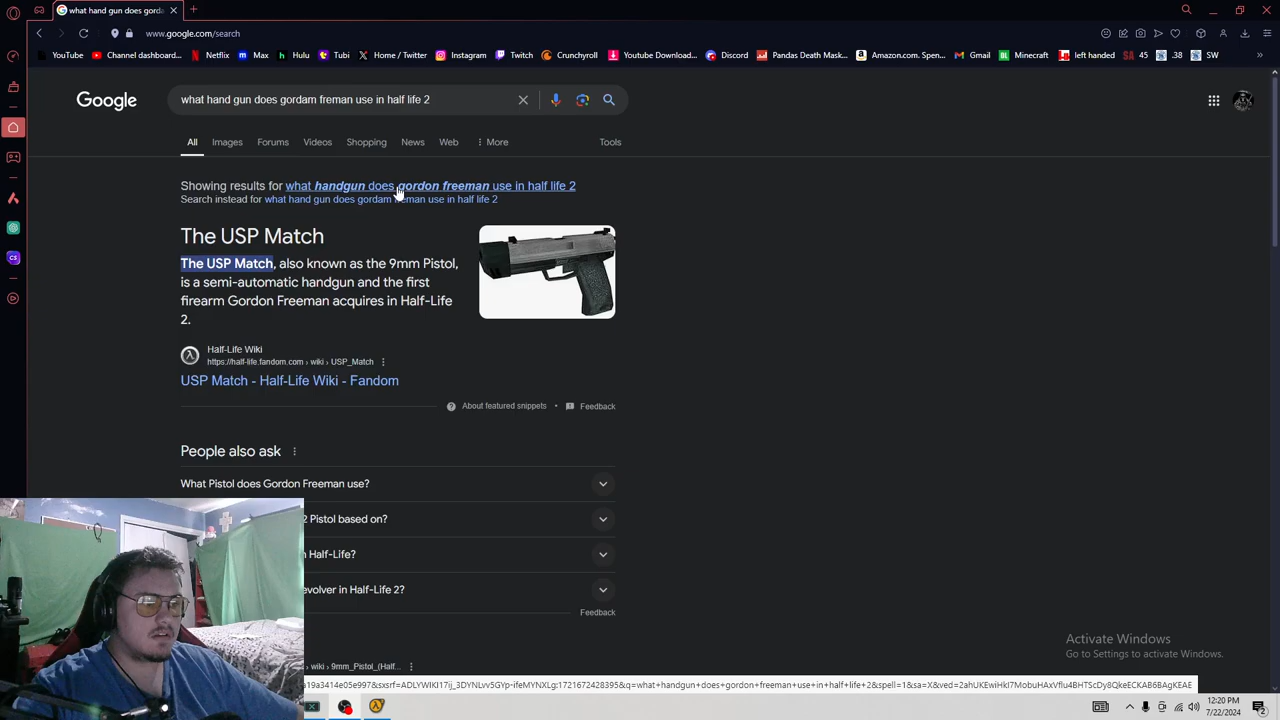 what hand gun does gorda
www.google.com/search
YouTube Channel dashboard... Netflix Max Hulu Tubi Home / Twitter Instagram Twitch Crunchyroll Youtube Download... Discord Pandas Death Mask... Amazon.com. Spen... Gmail Minecraft left handed SA 45 .38 SW
Google
what hand gun does gordam freman use in half life 2
All Images Forums Videos Shopping News Web More Tools
Showing results for what handgun does gordon freeman use in half life 2
Search instead for what hand gun does gordam freman use in half life 2
The USP Match
The USP Match, also known as the 9mm Pistol,
is a semi-automatic handgun and the first
firearm Gordon Freeman acquires in Half-Life
2.
Half-Life Wiki
https://half-life.fandom.com › wiki › USP_Match
USP Match - Half-Life Wiki - Fandom
About featured snippets • Feedback
People also ask
What Pistol does Gordon Freeman use?
2 Pistol based on?
n Half-Life?
evolver in Half-Life 2?
Feedback
Activate Windows
Go to Settings to activate Windows.
› wiki › 9mm_Pistol_(Half...
12:20 PM
7/22/2024